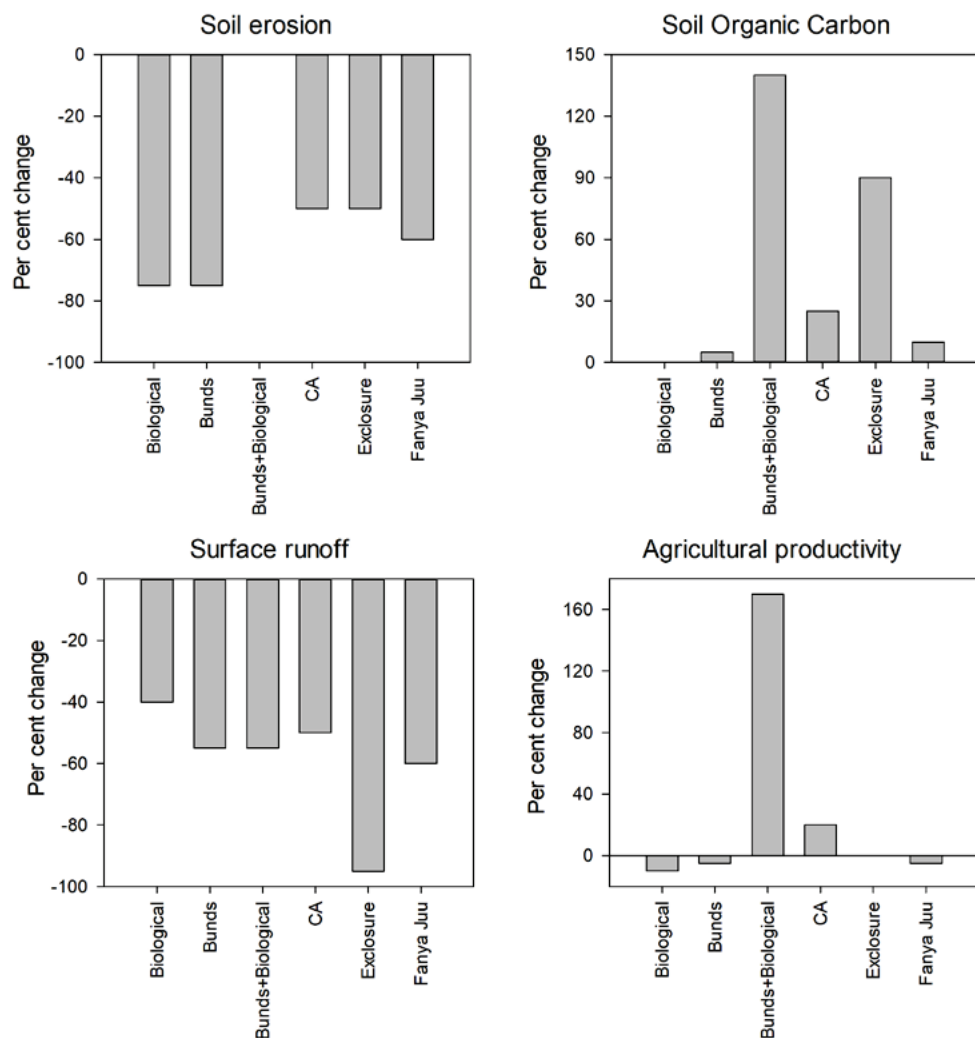 Soil erosion
Per cent change
0
-20
-40
-60
-80
-100
Biological
Bunds
Bunds+Biological
CA
Exclosure
Fanya Juu
Soil Organic Carbon
Per cent change
150
120
90
60
30
0
Biological
Bunds
Bunds+Biological
CA
Exclosure
Fanya Juu
Surface runoff
Per cent change
0
-20
-40
-60
-80
-100
Biological
Bunds
Bunds+Biological
CA
Exclosure
Fanya Juu
Agricultural productivity
Per cent change
160
120
80
40
0
Biological
Bunds
Bunds+Biological
CA
Exclosure
Fanya Juu